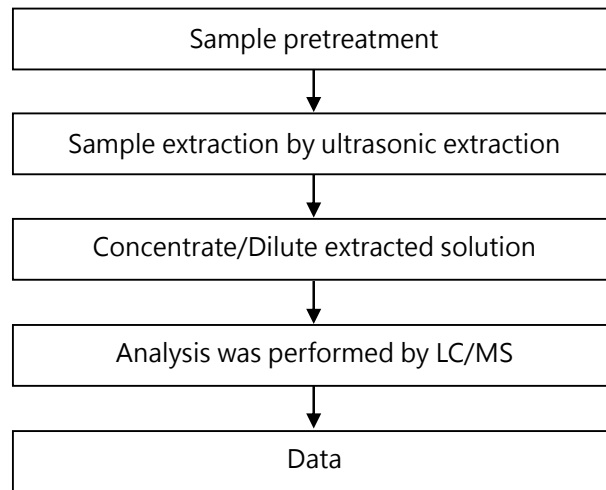 Sample pretreatment
Sample extraction by ultrasonic extraction
Concentrate/Dilute extracted solution
Analysis was performed by LC/MS
Data